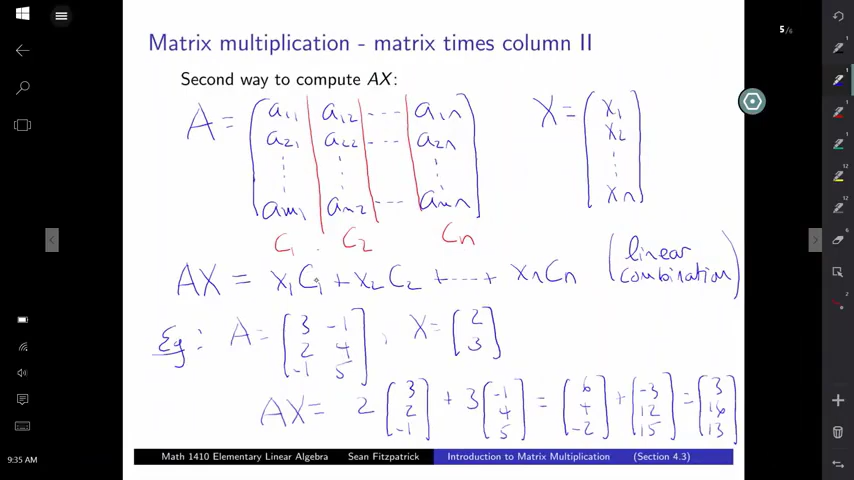 5/6
Matrix multiplication - matrix times column II
Second way to compute AX:
A = [a11 a12 --- a1n] X = [x1]
[a21 a22 --- a2n] [x2]
[⋮ ⋮ ⋮] [⋮]
[am1 am2 --- amn] [xn]
C1 C2 Cn
AX = x1C1 + x2C2 + ---- + xnCn (linear combination)
Eg: A = [3 -1] , X = [2]
[2 4] [3]
[-1 5]
AX = 2 [3] + 3 [-1] = [6] + [-3] = [3]
[2] [4] [4] [12] [16]
[-1] [5] [-2] [15] [13]
Math 1410 Elementary Linear Algebra Sean Fitzpatrick Introduction to Matrix Multiplication (Section 4.3)
9:35 AM